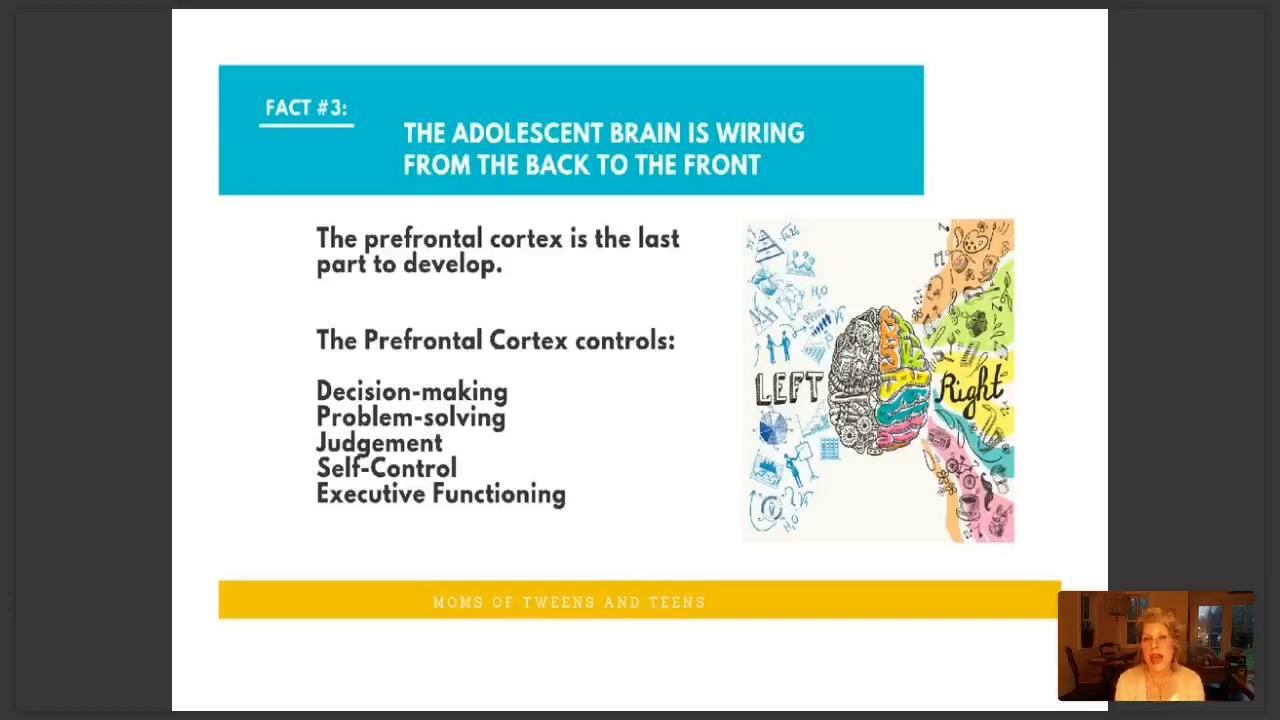 FACT #3:
THE ADOLESCENT BRAIN IS WIRING
FROM THE BACK TO THE FRONT
The prefrontal cortex is the last
part to develop.
The Prefrontal Cortex controls:
Decision-making
Problem-solving
Judgement
Self-Control
Executive Functioning
H2O
LEFT
Right
H2O
MOMS OF TWEENS AND TEENS